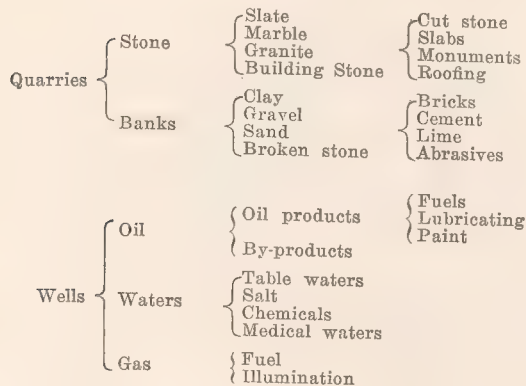 Slate Cut stone
Stone Marble Slabs
Granite Monuments
Building Stone Roofing
Quarries
Clay Bricks
Banks Gravel Cement
Sand Lime
Broken stone Abrasives
Fuels
Oil Oil products Lubricating
By-products Paint
Table waters
Wells Waters Salt
Chemicals
Medical waters
Gas Fuel
Illumination